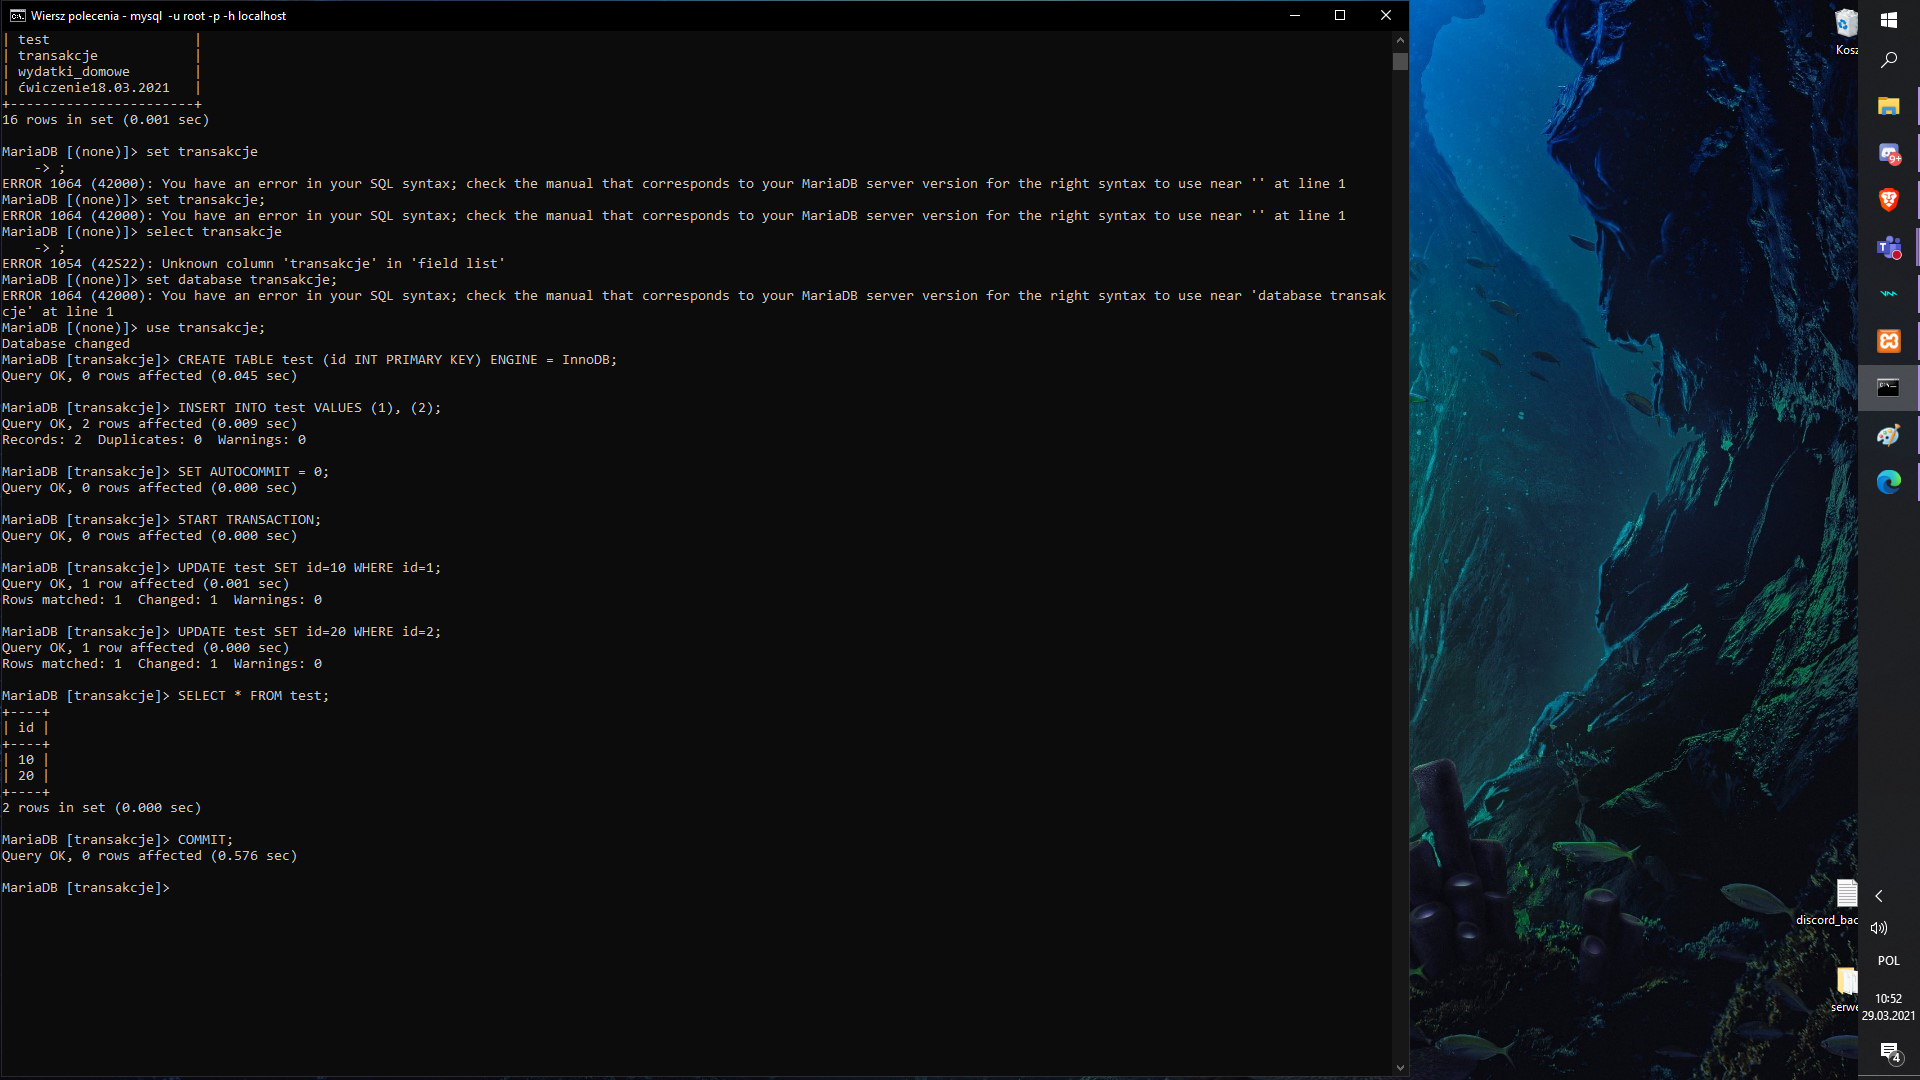 Wiersz polecenia - mysql  -u root -p -h localhost
| test                  |
| transakcje            |
| wydatki_domowe        |
| ćwiczenie18.03.2021   |
+-----------------------+
16 rows in set (0.001 sec)
MariaDB [(none)]> set transakcje
    -> ;
ERROR 1064 (42000): You have an error in your SQL syntax; check the manual that corresponds to your MariaDB server version for the right syntax to use near '' at line 1
MariaDB [(none)]> set transakcje;
ERROR 1064 (42000): You have an error in your SQL syntax; check the manual that corresponds to your MariaDB server version for the right syntax to use near '' at line 1
MariaDB [(none)]> select transakcje
    -> ;
ERROR 1054 (42S22): Unknown column 'transakcje' in 'field list'
MariaDB [(none)]> set database transakcje;
ERROR 1064 (42000): You have an error in your SQL syntax; check the manual that corresponds to your MariaDB server version for the right syntax to use near 'database transak
cje' at line 1
MariaDB [(none)]> use transakcje;
Database changed
MariaDB [transakcje]> CREATE TABLE test (id INT PRIMARY KEY) ENGINE = InnoDB;
Query OK, 0 rows affected (0.045 sec)
MariaDB [transakcje]> INSERT INTO test VALUES (1), (2);
Query OK, 2 rows affected (0.009 sec)
Records: 2  Duplicates: 0  Warnings: 0
MariaDB [transakcje]> SET AUTOCOMMIT = 0;
Query OK, 0 rows affected (0.000 sec)
MariaDB [transakcje]> START TRANSACTION;
Query OK, 0 rows affected (0.000 sec)
MariaDB [transakcje]> UPDATE test SET id=10 WHERE id=1;
Query OK, 1 row affected (0.001 sec)
Rows matched: 1  Changed: 1  Warnings: 0
MariaDB [transakcje]> UPDATE test SET id=20 WHERE id=2;
Query OK, 1 row affected (0.000 sec)
Rows matched: 1  Changed: 1  Warnings: 0
MariaDB [transakcje]> SELECT * FROM test;
+----+
| id |
+----+
| 10 |
| 20 |
+----+
2 rows in set (0.000 sec)
MariaDB [transakcje]> COMMIT;
Query OK, 0 rows affected (0.576 sec)
MariaDB [transakcje]>
Kosz
9+
discord_bac
serwe
POL
10:52
29.03.2021
4